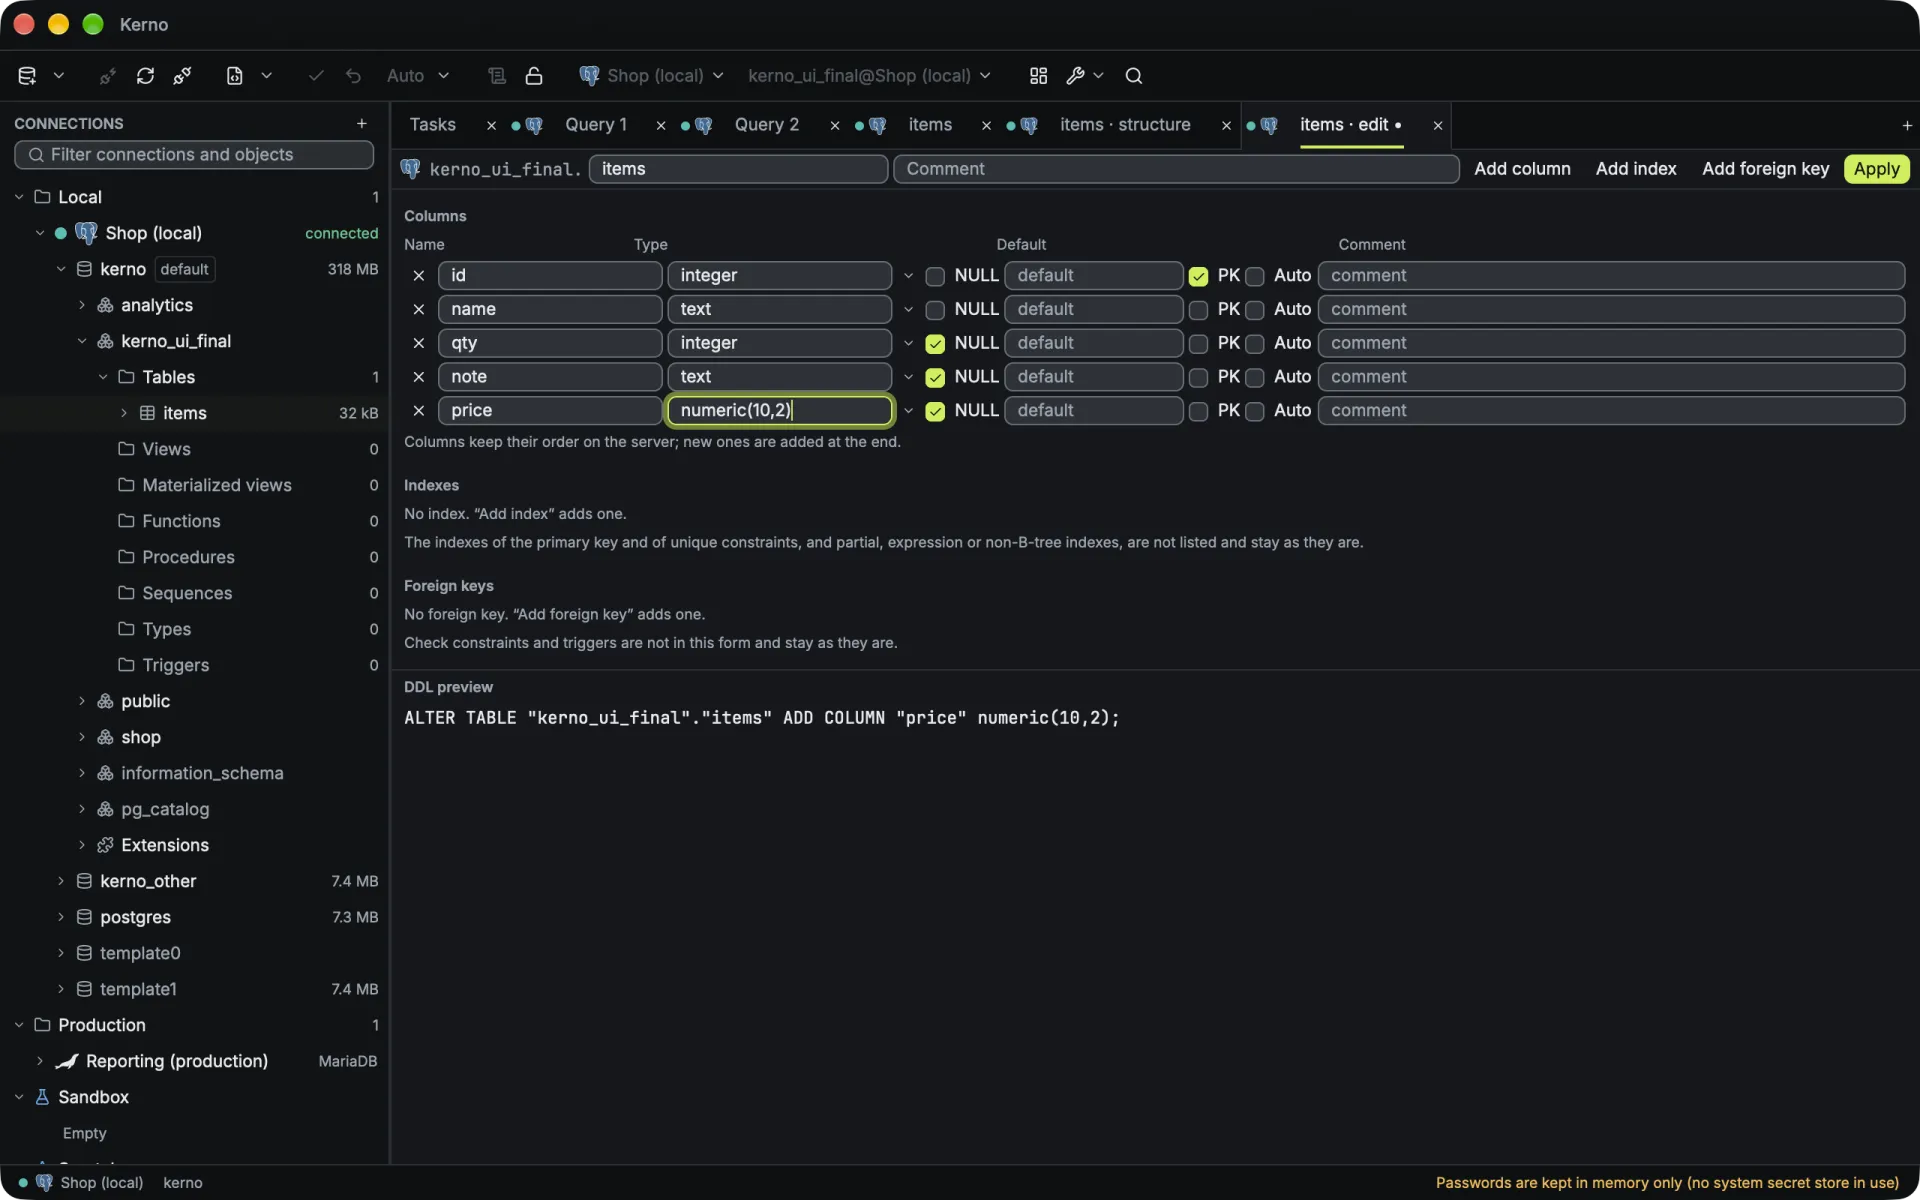 Kerno
Auto
Shop (local)
kerno_ui_final@Shop (local)
CONNECTIONS
Filter connections and objects
Local 1
Shop (local) connected
kerno default 318 MB
analytics
kerno_ui_final
Tables 1
items 32 kB
Views 0
Materialized views 0
Functions 0
Procedures 0
Sequences 0
Types 0
Triggers 0
public
shop
information_schema
pg_catalog
Extensions
kerno_other 7.4 MB
postgres 7.3 MB
template0
template1 7.4 MB
Production 1
Reporting (production) MariaDB
Sandbox
Empty
Tasks
Query 1
Query 2
items
items · structure
items · edit •
kerno_ui_final. items Comment Add column Add index Add foreign key Apply
Columns
Name Type Default Comment
id integer NULL default PK Auto comment
name text NULL default PK Auto comment
qty integer NULL default PK Auto comment
note text NULL default PK Auto comment
price numeric(10,2) NULL default PK Auto comment
Columns keep their order on the server; new ones are added at the end.
Indexes
No index. “Add index” adds one.
The indexes of the primary key and of unique constraints, and partial, expression or non-B-tree indexes, are not listed and stay as they are.
Foreign keys
No foreign key. “Add foreign key” adds one.
Check constraints and triggers are not in this form and stay as they are.
DDL preview
ALTER TABLE "kerno_ui_final"."items" ADD COLUMN "price" numeric(10,2);
Shop (local) kerno
Passwords are kept in memory only (no system secret store in use)